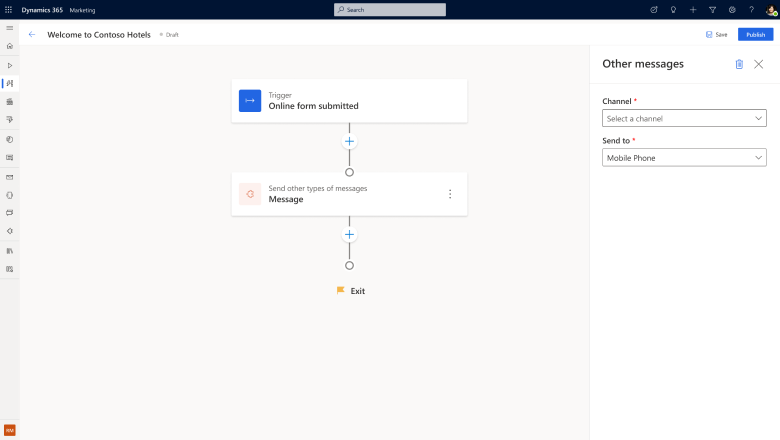 Dynamics 365 Marketing
Search
Welcome to Contoso Hotels
Draft
Save
Publish
Other messages
Channel *
Select a channel
Send to *
Mobile Phone
Trigger
Online form submitted
Send other types of messages
Message
Exit
RM